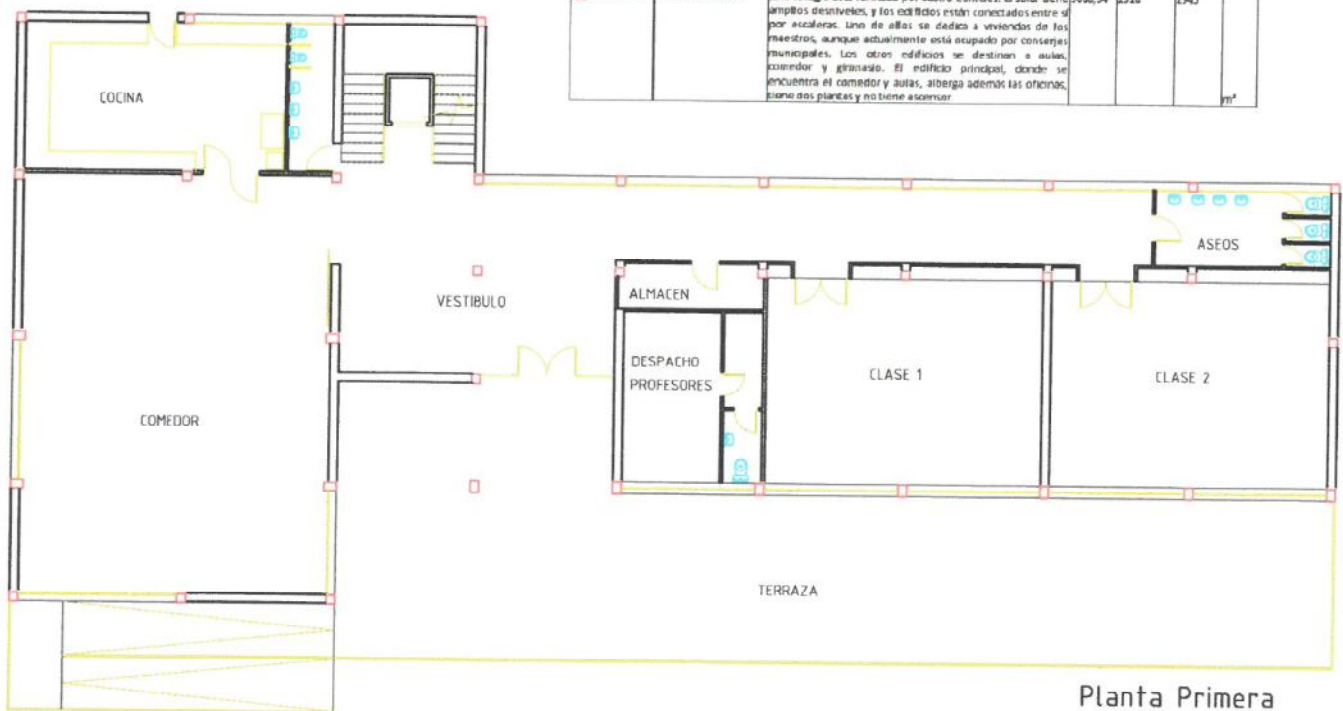 amplios desniveles, y los edificios están conectados entre sí
por escaleras. Uno de ellos se dedica a viviendas de los
maestros, aunque actualmente está ocupado por conserjes
municipales. Los otros edificios se destinan a aulas,
comedor y gimnasio. El edificio principal, donde se
encuentra el comedor y aulas, alberga además las oficinas,
tiene dos plantas y no tiene ascensor
m²
COCINA
ASEOS
VESTIBULO
ALMACEN
DESPACHO
PROFESORES
CLASE 1
CLASE 2
COMEDOR
TERRAZA
Planta Primera